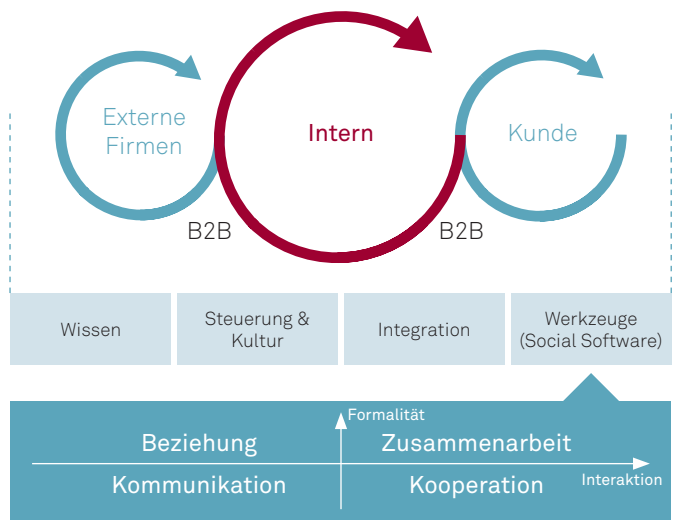 Externe
Firmen
Intern
Kunde
B2B
B2B
Wissen
Steuerung &
Kultur
Integration
Werkzeuge
(Social Software)
Formalität
Beziehung
Zusammenarbeit
Interaktion
Kommunikation
Kooperation